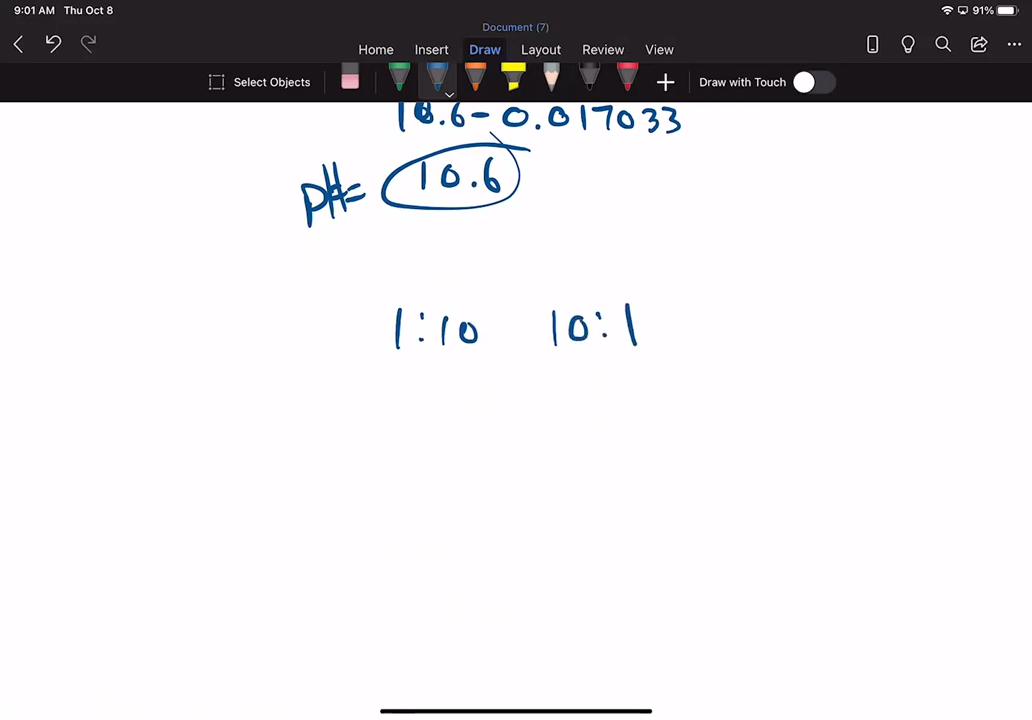 9:01 AM Thu Oct 8 91%
Document (7)
Home Insert Draw Layout Review View
Select Objects Draw with Touch
10.6 - 0.017033
pH= 10.6
1:10 10:1